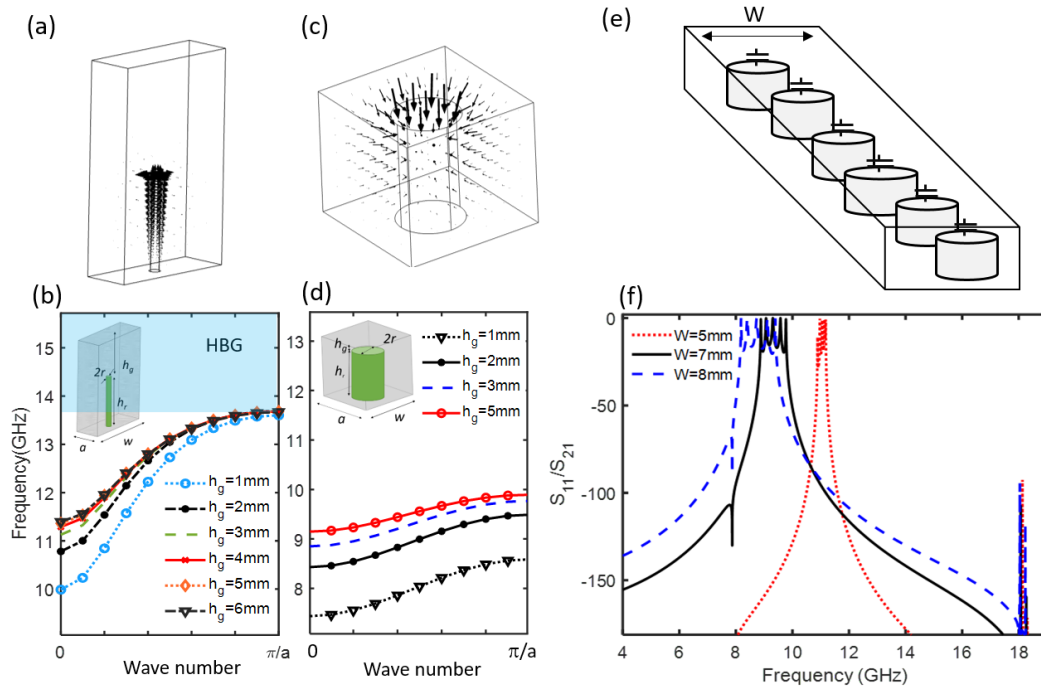 (a)
(c)
(e)
W
(b)
(d)
(f)
HBG
2r
h_g
h_r
a
w
h_g=1mm
h_g=2mm
h_g=3mm
h_g=4mm
h_g=5mm
h_g=6mm
15
14
13
12
11
10
Frequency(GHz)
0
π/a
Wave number
h_g
2r
h_r
a
w
h_g=1mm
h_g=2mm
h_g=3mm
h_g=5mm
13
12
11
10
9
8
0
π/a
Wave number
W=5mm
W=7mm
W=8mm
0
-50
-100
-150
S_11/S_21
4 6 8 10 12 14 16 18
Frequency (GHz)